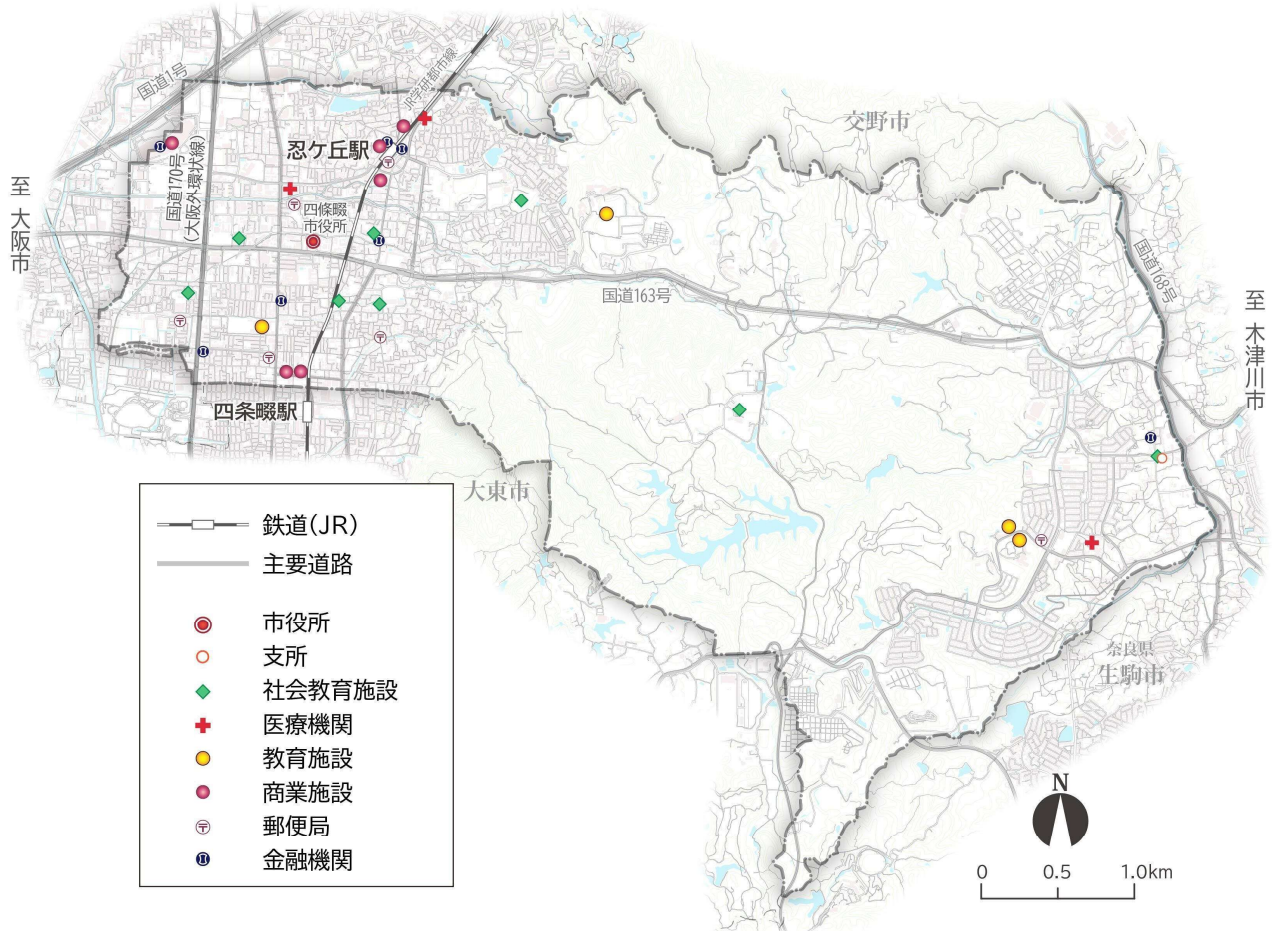 国道1号
JR学研都市線
交野市
忍ケ丘駅
国道170号
(大阪外環状線)
至 大阪市
四條畷
市役所
国道168号
国道163号
至 木津川市
四条畷駅
大東市
鉄道(JR)
主要道路
市役所
支所
社会教育施設
医療機関
教育施設
商業施設
郵便局
金融機関
奈良県
生駒市
N
0 0.5 1.0km